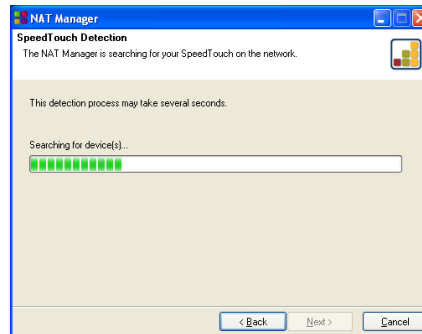 NAT Manager
SpeedTouch Detection
The NAT Manager is searching for your SpeedTouch on the network.
This detection process may take several seconds.
Searching for device(s)...
< Back Next > Cancel